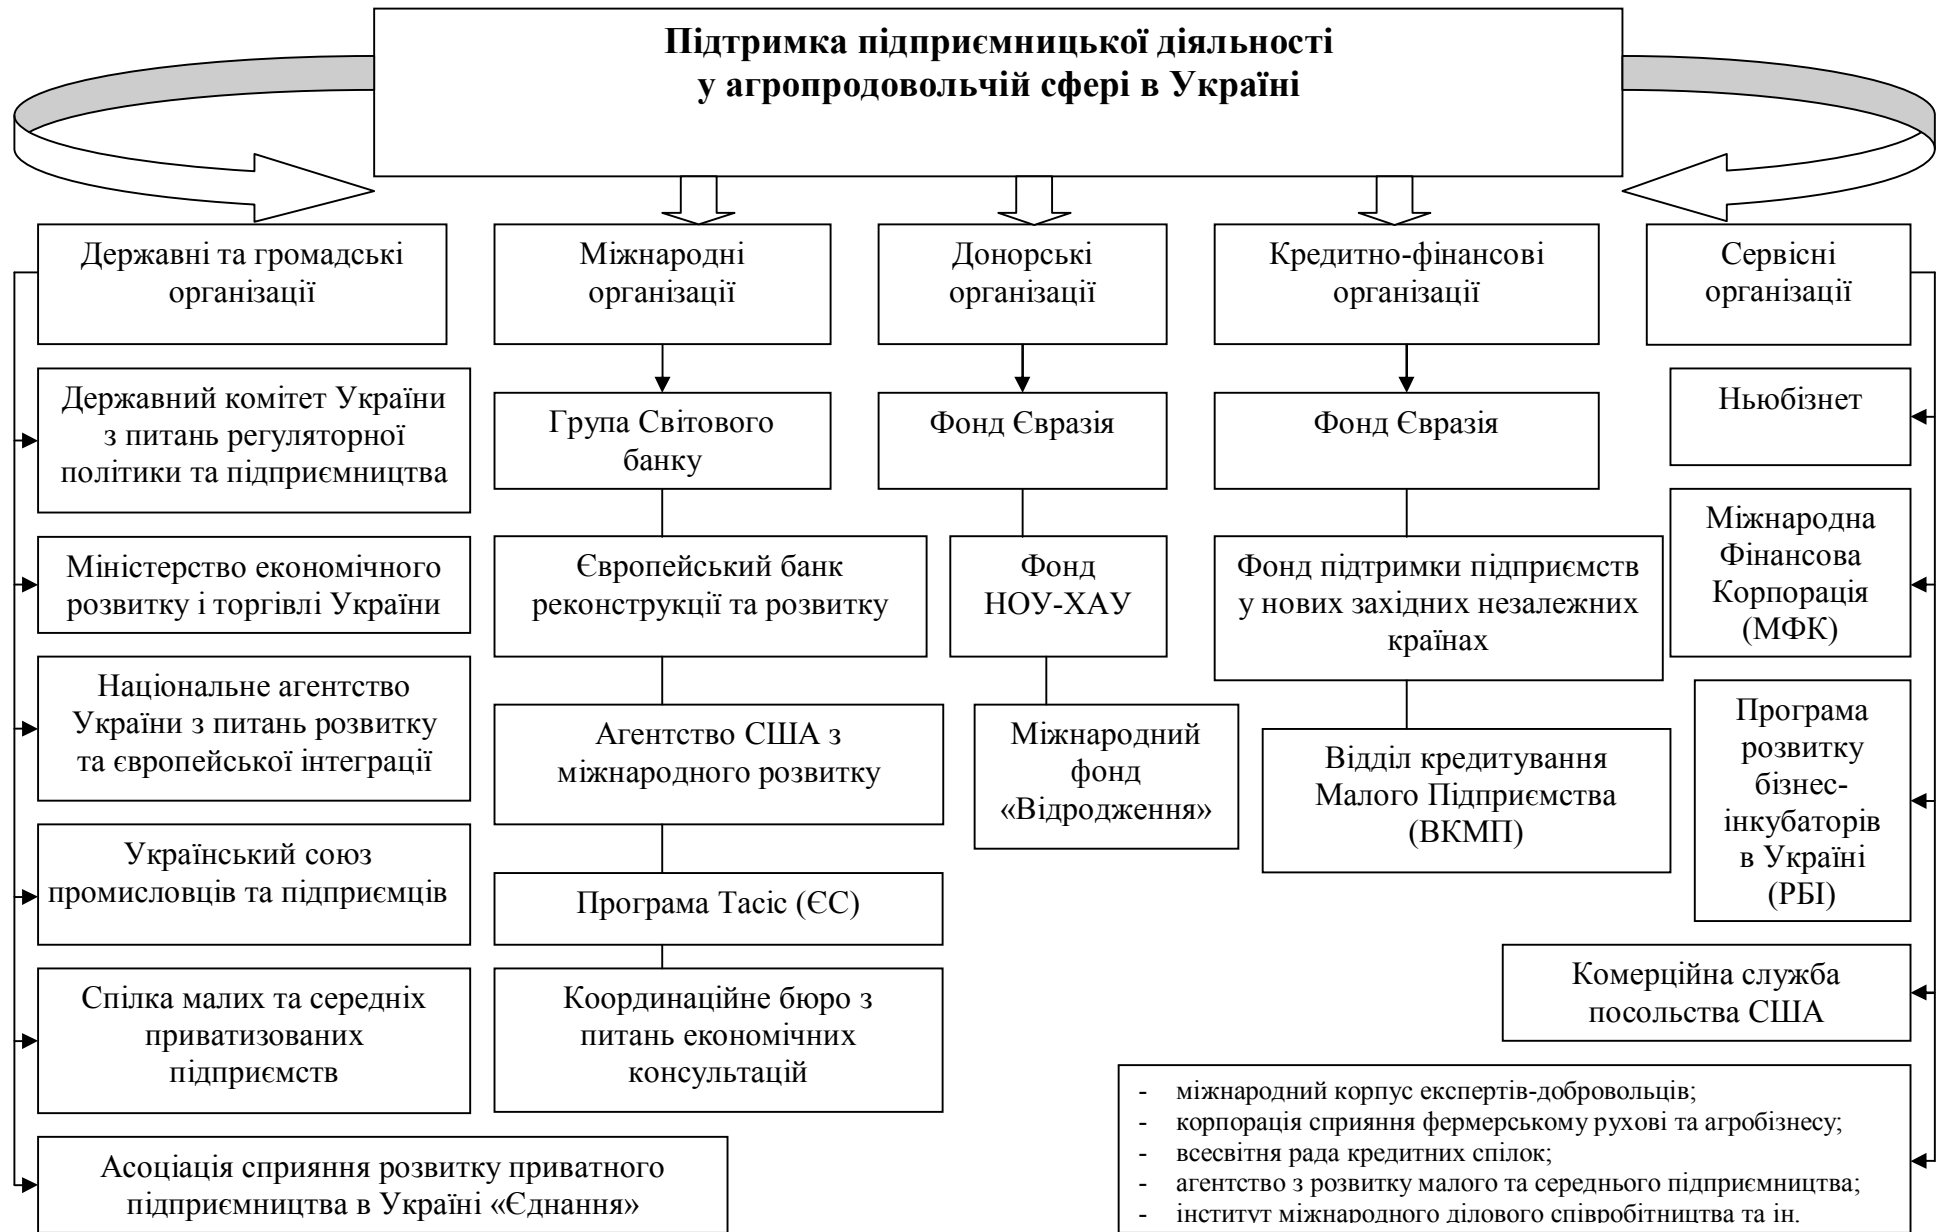 Підтримка підприємницької діяльності
у агропродовольчій сфері в Україні
Державні та громадські
організації
Державний комітет України
з питань регуляторної
політики та підприємництва
Міністерство економічного
розвитку і торгівлі України
Національне агентство
України з питань розвитку
та європейської інтеграції
Український союз
промисловців та підприємців
Спілка малих та середніх
приватизованих
підприємств
Асоціація сприяння розвитку приватного
підприємництва в Україні «Єднання»
Міжнародні
організації
Група Світового
банку
Європейський банк
реконструкції та розвитку
Агентство США з
міжнародного розвитку
Програма Тасіс (ЄС)
Координаційне бюро з
питань економічних
консультацій
Донорські
організації
Фонд Євразія
Фонд
НОУ-ХАУ
Міжнародний
фонд
«Відродження»
Кредитно-фінансові
організації
Фонд Євразія
Фонд підтримки підприємств
у нових західних незалежних
країнах
Відділ кредитування
Малого Підприємства
(ВКМП)
Сервісні
організації
Ньюбізнет
Міжнародна
Фінансова
Корпорація
(МФК)
Програма
розвитку
бізнес-
інкубаторів
в Україні
(РБІ)
Комерційна служба
посольства США
- міжнародний корпус експертів-добровольців;
- корпорація сприяння фермерському рухові та агробізнесу;
- всесвітня рада кредитних спілок;
- агентство з розвитку малого та середнього підприємництва;
- інститут міжнародного ділового співробітництва та ін.